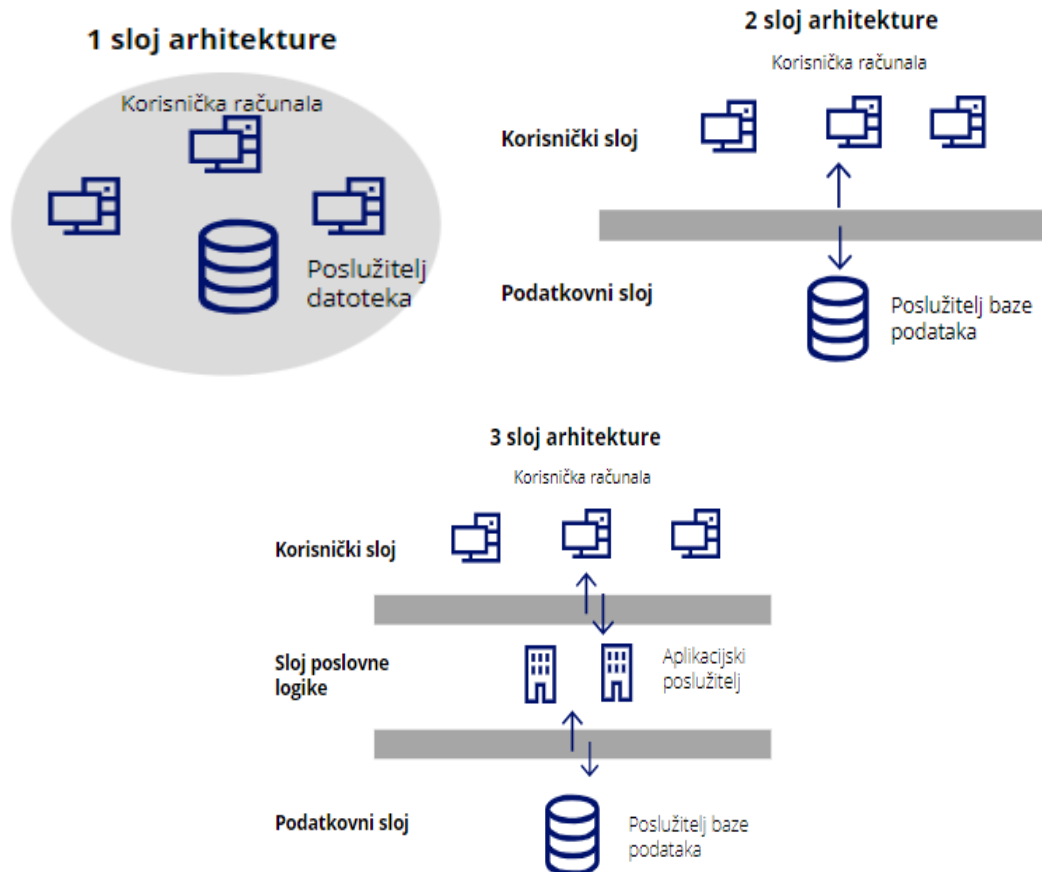 1 sloj arhitekture
Korisnička računala
Poslužitelj
datoteka
2 sloj arhitekture
Korisnička računala
Korisnički sloj
Podatkovni sloj
Poslužitelj baze
podataka
3 sloj arhitekture
Korisnička računala
Korisnički sloj
Sloj poslovne
logike
Aplikacijski
poslužitelj
Podatkovni sloj
Poslužitelj baze
podataka